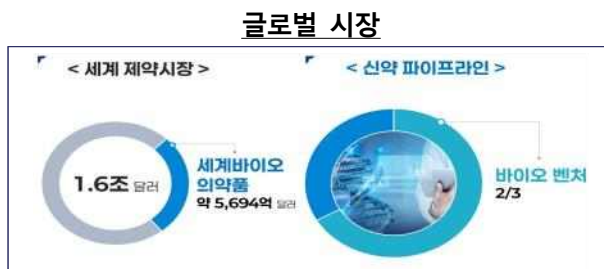 글로벌 시장
< 세계 제약시장 >
1.6조 달러
세계바이오
의약품
약 5,694억 달러
< 신약 파이프라인 >
바이오 벤처
2/3